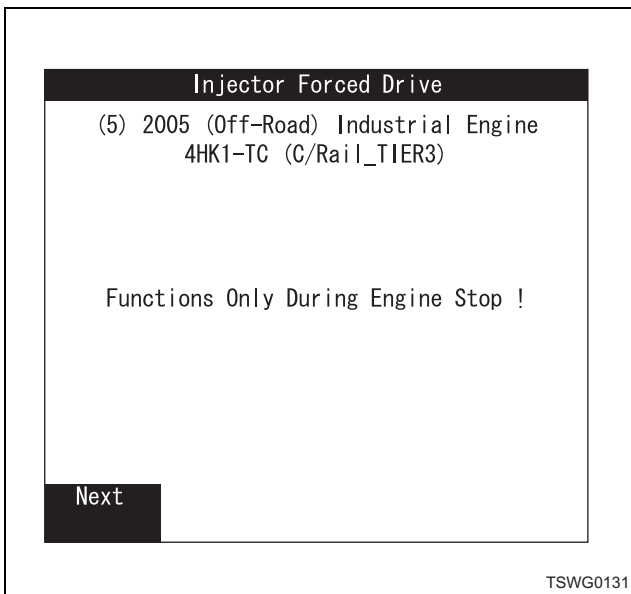 Injector Forced Drive
(5) 2005 (Off-Road) Industrial Engine
4HK1-TC (C/Rail_TIER3)
Functions Only During Engine Stop !
Next
TSWG0131